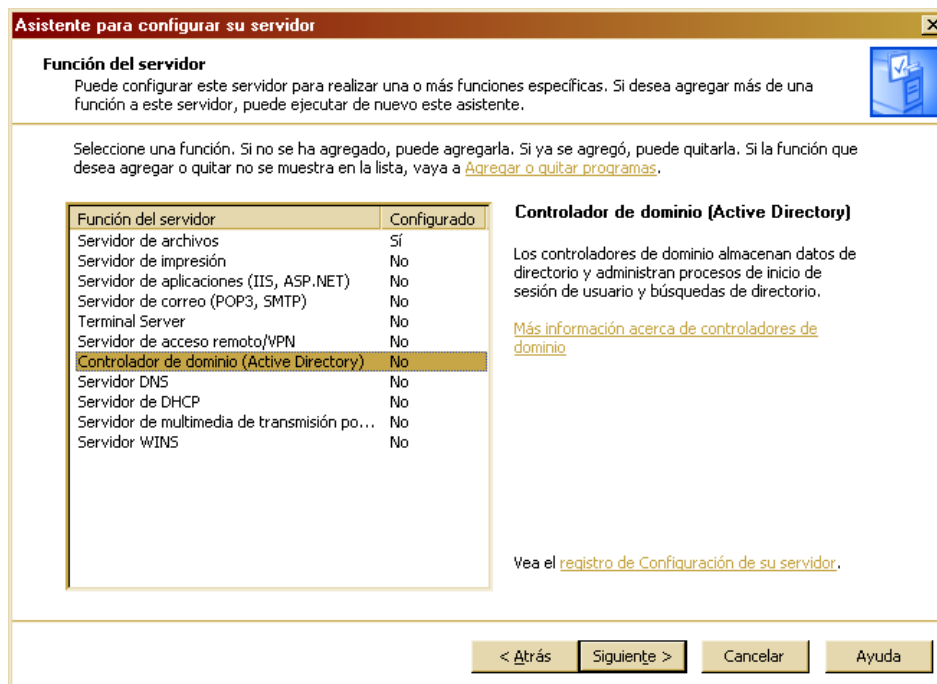 Asistente para configurar su servidor
Función del servidor
Puede configurar este servidor para realizar una o más funciones específicas. Si desea agregar más de una
función a este servidor, puede ejecutar de nuevo este asistente.
Seleccione una función. Si no se ha agregado, puede agregarla. Si ya se agregó, puede quitarla. Si la función que
desea agregar o quitar no se muestra en la lista, vaya a Agregar o quitar programas.
Función del servidor Configurado
Servidor de archivos Sí
Servidor de impresión No
Servidor de aplicaciones (IIS, ASP.NET) No
Servidor de correo (POP3, SMTP) No
Terminal Server No
Servidor de acceso remoto/VPN No
Controlador de dominio (Active Directory) No
Servidor DNS No
Servidor de DHCP No
Servidor de multimedia de transmisión po... No
Servidor WINS No
Controlador de dominio (Active Directory)
Los controladores de dominio almacenan datos de
directorio y administran procesos de inicio de
sesión de usuario y búsquedas de directorio.
Más información acerca de controladores de
dominio
Vea el registro de Configuración de su servidor.
< Atrás Siguiente > Cancelar Ayuda